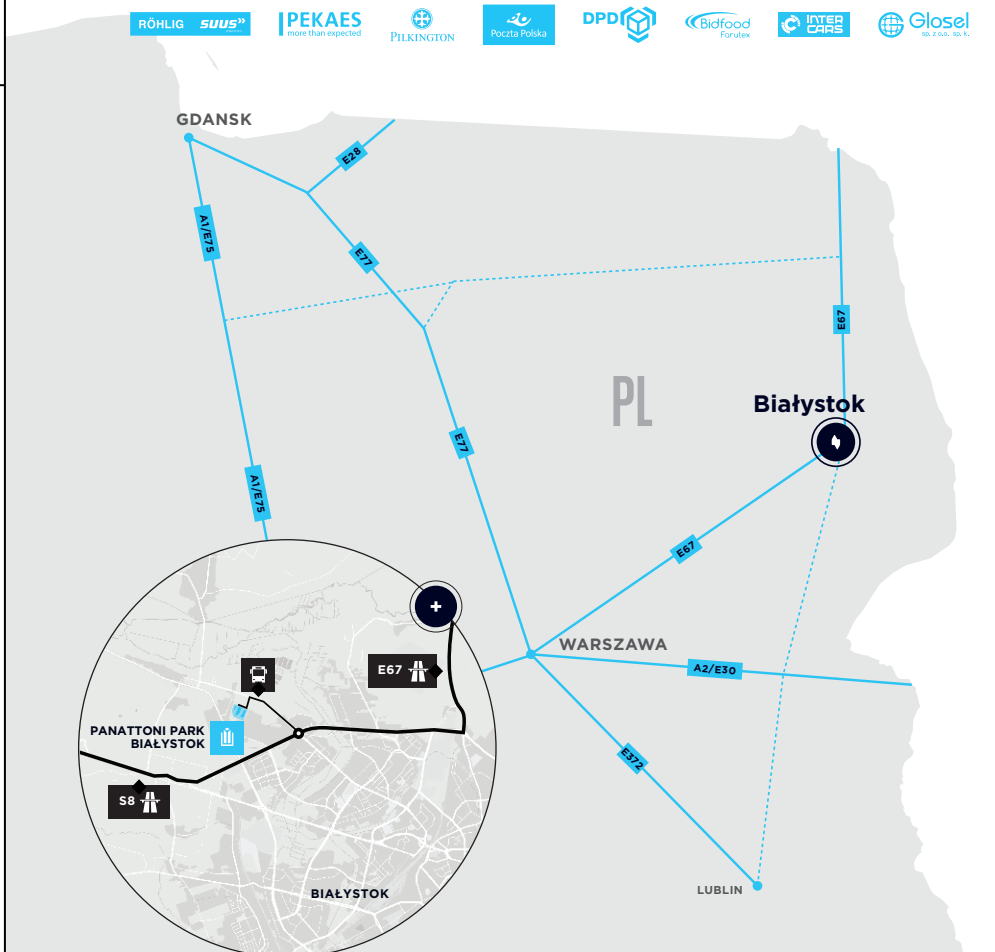 RÖHLIG SUUS
PEKAES
more than expected
PILKINGTON
Poczta Polska
DPD
Bidfood
Farutex
INTER
CARS
Glosel
sp. z o.o. sp. k.
GDANSK
E28
A1/E75
E77
E67
PL
Białystok
E77
A1/E75
E67
WARSZAWA
A2/E30
E67
PANATTONI PARK
BIAŁYSTOK
E372
S8
LUBLIN
BIAŁYSTOK